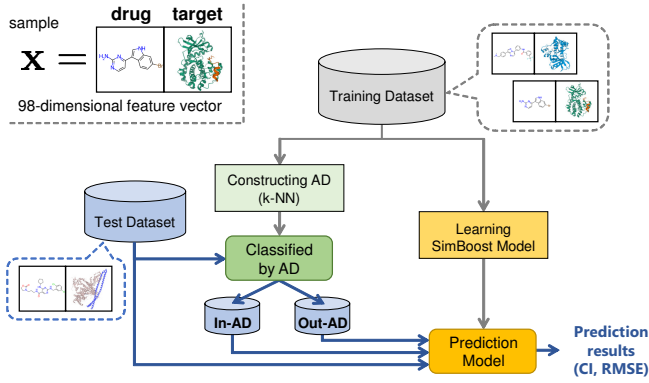 sample
drug
target
x =
98-dimensional feature vector
Training Dataset
Constructing AD
(k-NN)
Test Dataset
Learning
SimBoost Model
Classified
by AD
In-AD
Out-AD
Prediction
Model
Prediction
results
(CI, RMSE)